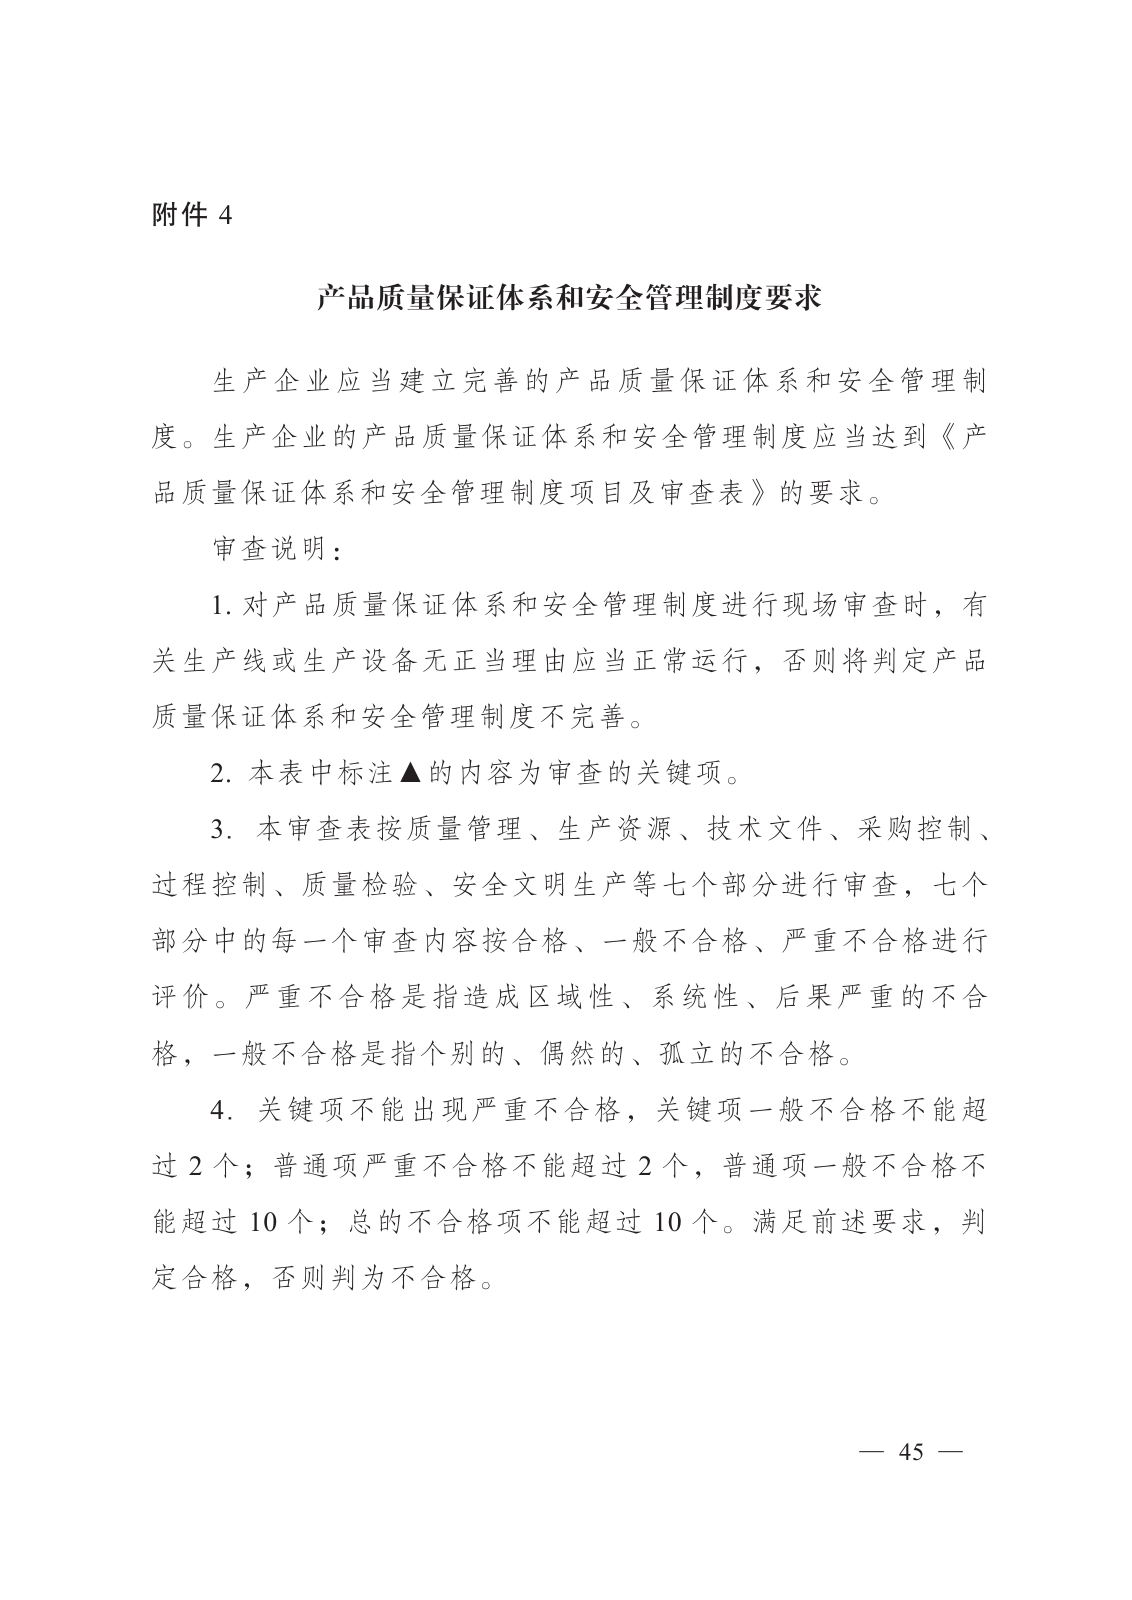 附件 4
产品质量保证体系和安全管理制度要求
生产企业应当建立完善的产品质量保证体系和安全管理制
度。生产企业的产品质量保证体系和安全管理制度应当达到《产
品质量保证体系和安全管理制度项目及审查表》的要求。
审查说明：
1. 对产品质量保证体系和安全管理制度进行现场审查时，有
关生产线或生产设备无正当理由应当正常运行，否则将判定产品
质量保证体系和安全管理制度不完善。
2. 本表中标注▲的内容为审查的关键项。
3. 本审查表按质量管理、生产资源、技术文件、采购控制、
过程控制、质量检验、安全文明生产等七个部分进行审查，七个
部分中的每一个审查内容按合格、一般不合格、严重不合格进行
评价。严重不合格是指造成区域性、系统性、后果严重的不合
格，一般不合格是指个别的、偶然的、孤立的不合格。
4. 关键项不能出现严重不合格，关键项一般不合格不能超
过 2 个；普通项严重不合格不能超过 2 个，普通项一般不合格不
能超过 10 个；总的不合格项不能超过 10 个。满足前述要求，判
定合格，否则判为不合格。
— 45 —